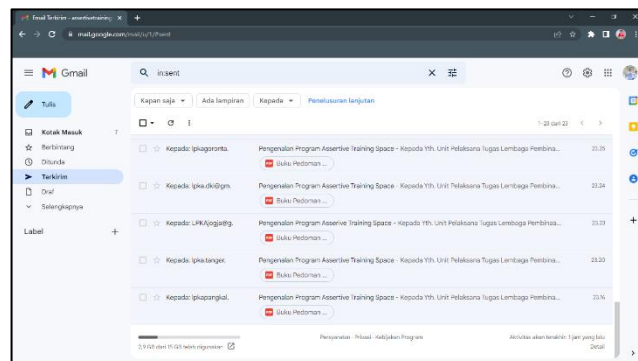 Email Terkirim - assertivetraining
mail.google.com/mail/u/1/#sent
Gmail
in:sent
Tulis
Kapan saja
Ada lampiran
Kepada
Penelusuran lanjutan
Kotak Masuk
1–23 dari 23
Berbintang
Ditunda
Terkirim
Draf
Selengkapnya
Label
Kepada: lpkagoronta.
Pengenalan Program Assertive Training Space - Kepada Yth. Unit Pelaksana Tugas Lembaga Pembina...
23.25
Buku Pedoman ...
Kepada: lpka.dki@gm.
Pengenalan Program Assertive Training Space - Kepada Yth. Unit Pelaksana Tugas Lembaga Pembina...
23.24
Buku Pedoman ...
Kepada: LPKAjogja@g.
Pengenalan Program Asserive Training Space - Kepada Yth. Unit Pelaksana Tugas Lembaga Pembinaa...
23.23
Buku Pedoman ...
Kepada: lpka.tanger.
Pengenalan Program Assertive Training Space - Kepada Yth. Unit Pelaksana Tugas Lembaga Pembina...
23.20
Buku Pedoman ...
Kepada: lpkapangkal.
Pengenalan Program Assertive Training Space - Kepada Yth. Unit Pelaksana Tugas Lembaga Pembina...
23.16
Buku Pedoman ...
2,9 GB dari 15 GB telah digunakan
Persyaratan · Privasi · Kebijakan Program
Aktivitas akun terakhir: 1 jam yang lalu
Detail